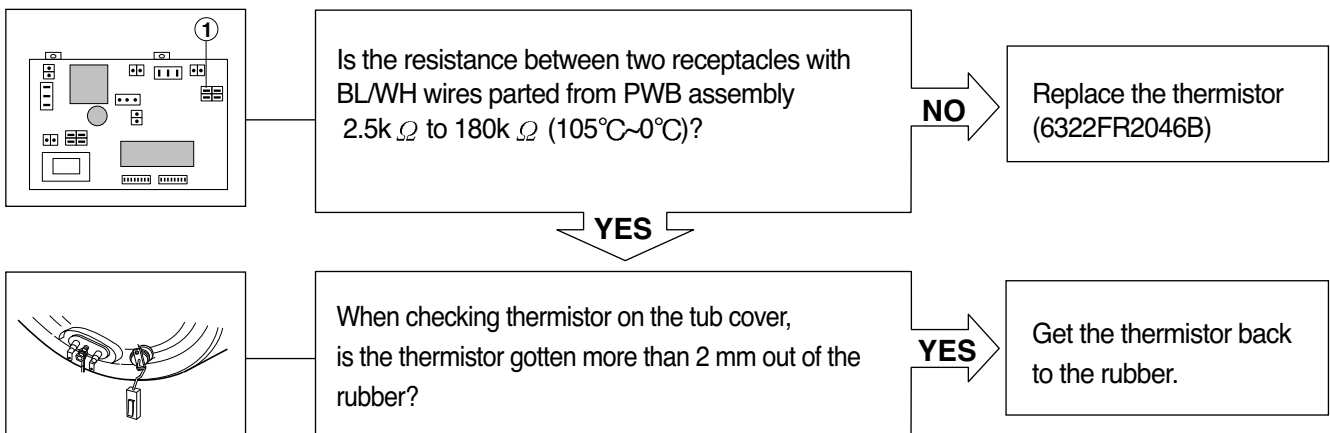 1
Is the resistance between two receptacles with
BL/WH wires parted from PWB assembly
2.5k Ω to 180k Ω (105℃~0℃)?
NO
Replace the thermistor
(6322FR2046B)
YES
When checking thermistor on the tub cover,
is the thermistor gotten more than 2 mm out of the
rubber?
YES
Get the thermistor back
to the rubber.